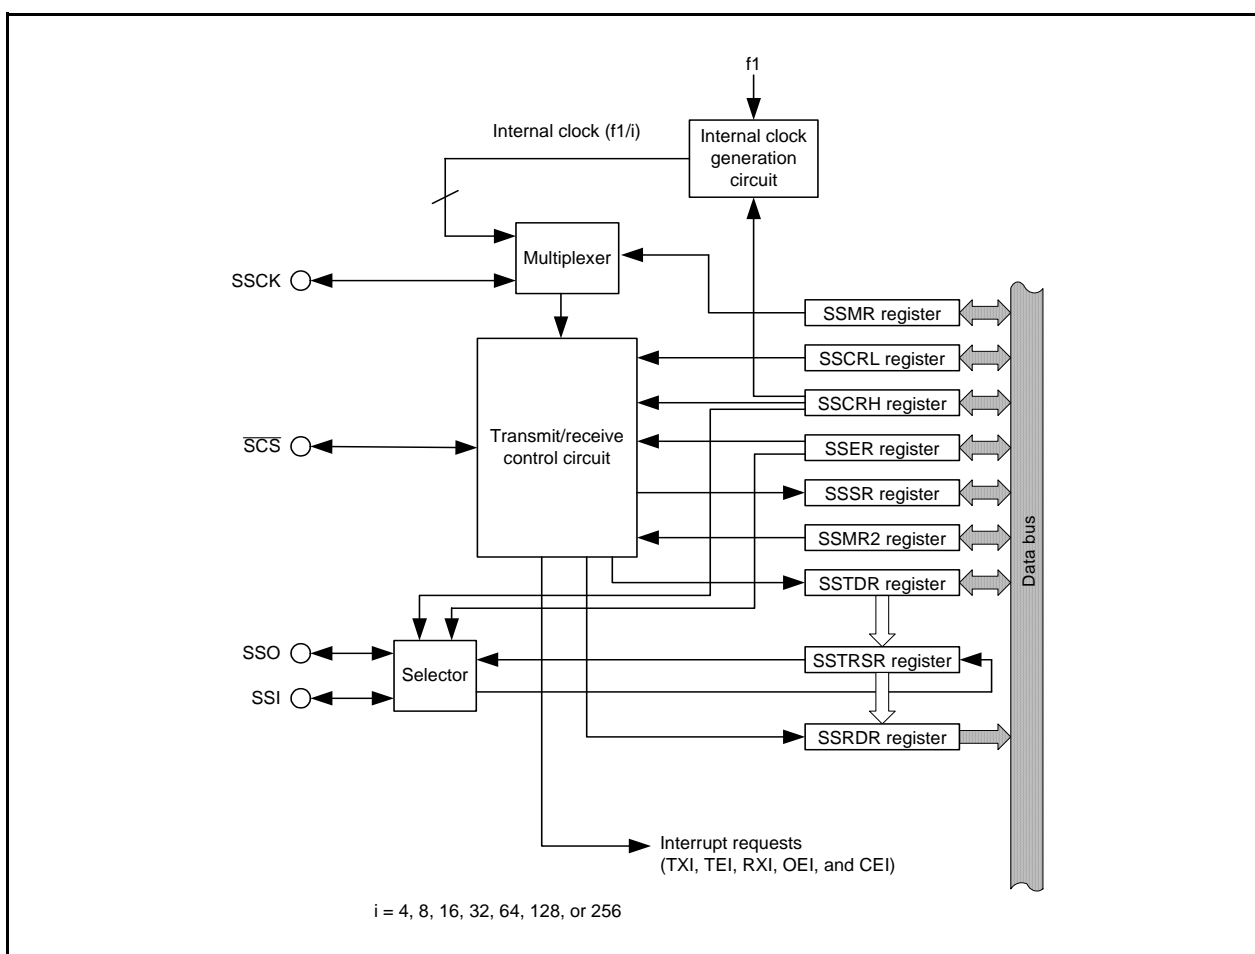 f1
Internal clock (f1/i)
Internal clock
generation
circuit
Multiplexer
SSCK
SSMR register
SSCRL register
SSCRH register
Transmit/receive
control circuit
SCS
SSER register
SSSR register
SSMR2 register
Data bus
SSTDR register
SSO
SSTRSR register
Selector
SSI
SSRDR register
Interrupt requests
(TXI, TEI, RXI, OEI, and CEI)
i = 4, 8, 16, 32, 64, 128, or 256